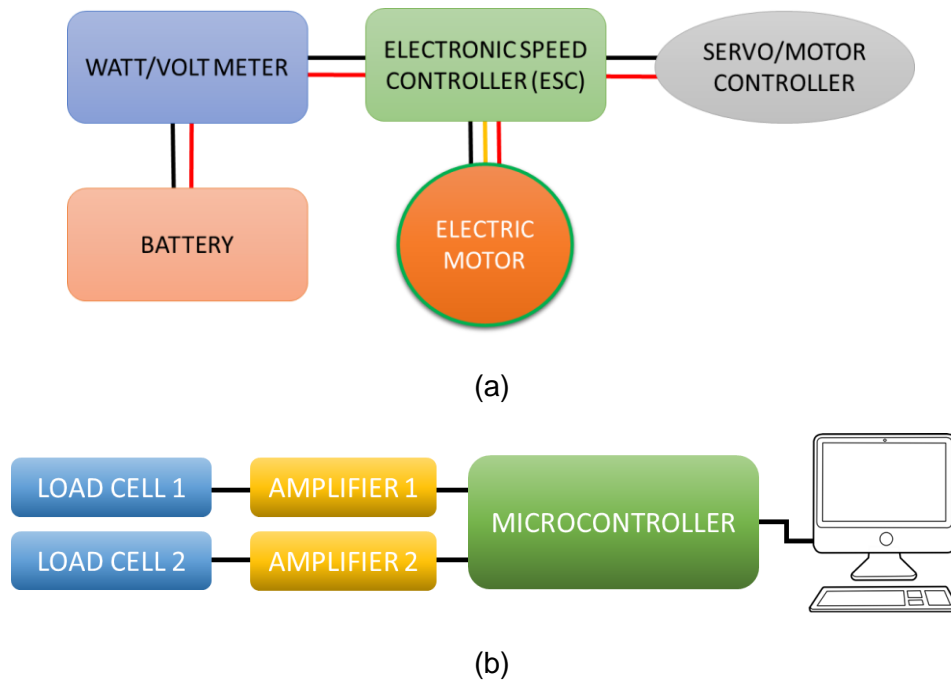 WATT/VOLT METER
ELECTRONIC SPEED
CONTROLLER (ESC)
SERVO/MOTOR
CONTROLLER
BATTERY
ELECTRIC
MOTOR
(a)
LOAD CELL 1
AMPLIFIER 1
MICROCONTROLLER
LOAD CELL 2
AMPLIFIER 2
(b)